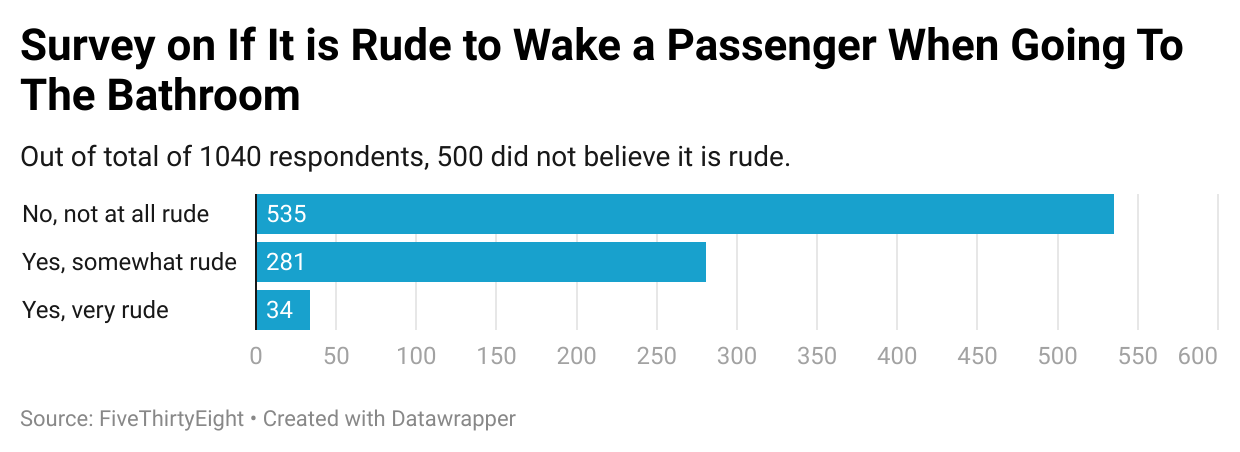 Survey on If It is Rude to Wake a Passenger When Going To
The Bathroom
Out of total of 1040 respondents, 500 did not believe it is rude.
No, not at all rude 535
Yes, somewhat rude 281
Yes, very rude 34
0 50 100 150 200 250 300 350 400 450 500 550 600
Source: FiveThirtyEight • Created with Datawrapper